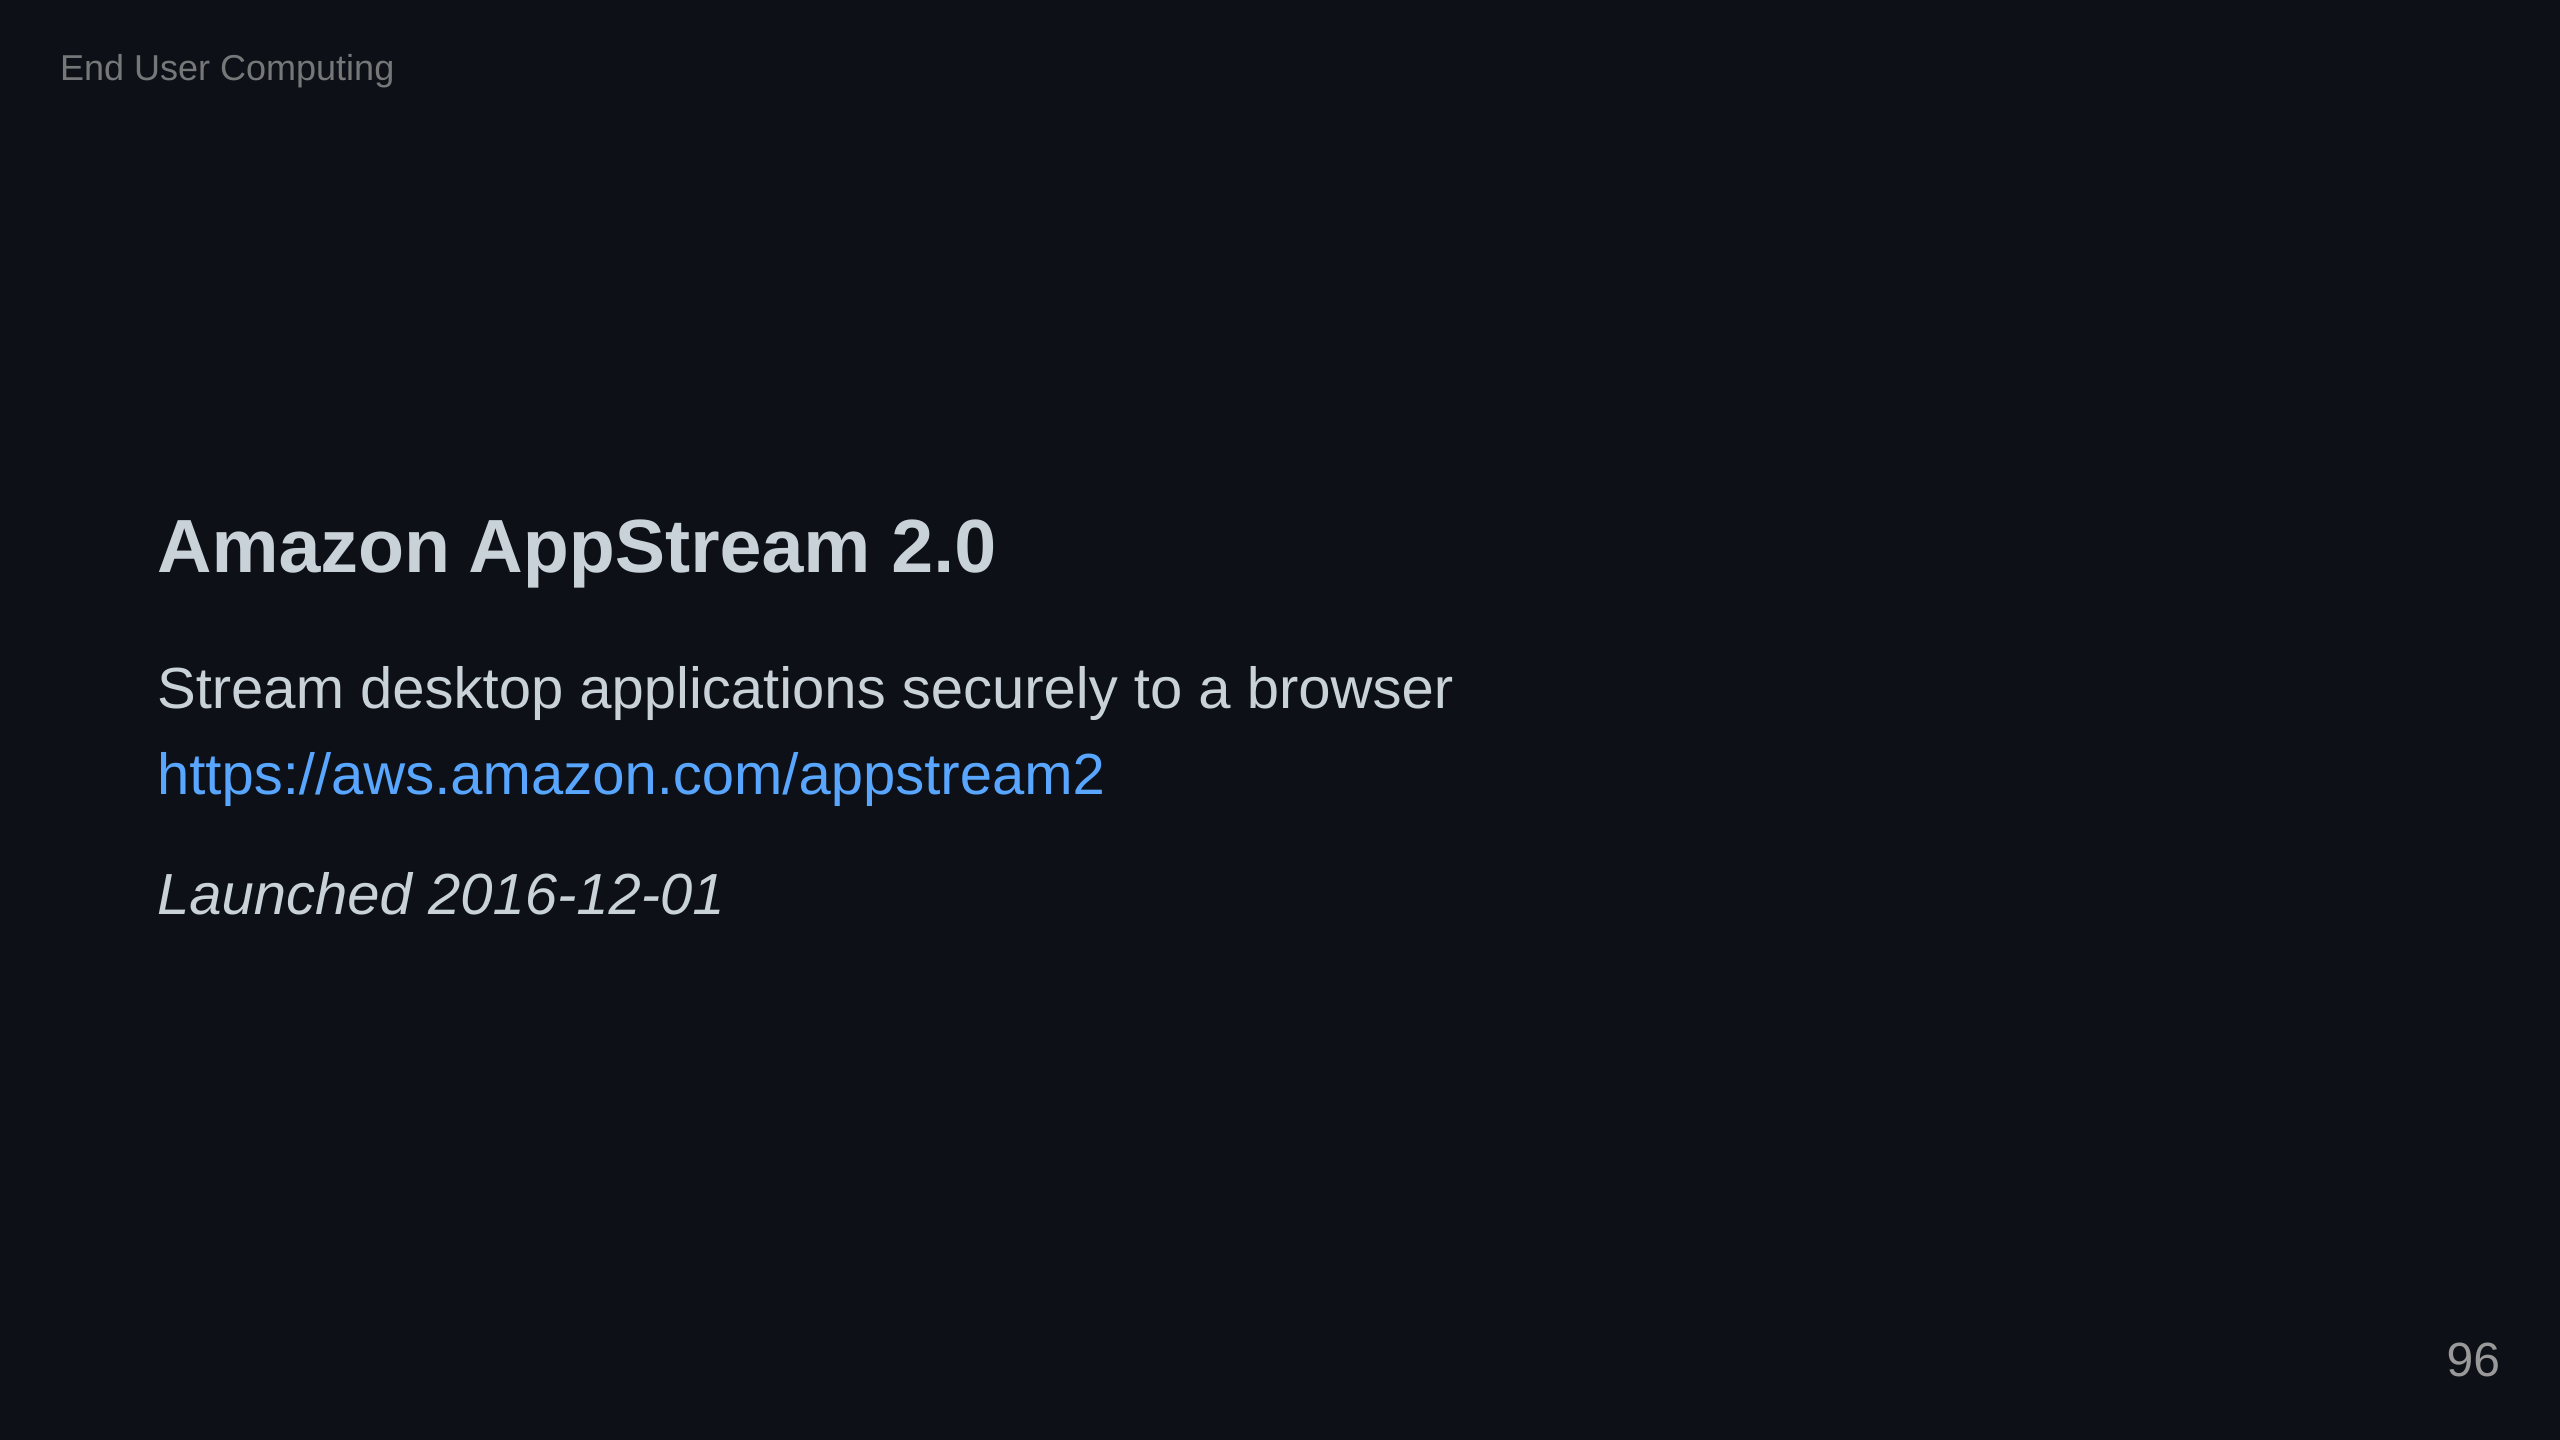 End User Computing
Amazon AppStream 2.0
Stream desktop applications securely to a browser
https://aws.amazon.com/appstream2
Launched 2016-12-01
96